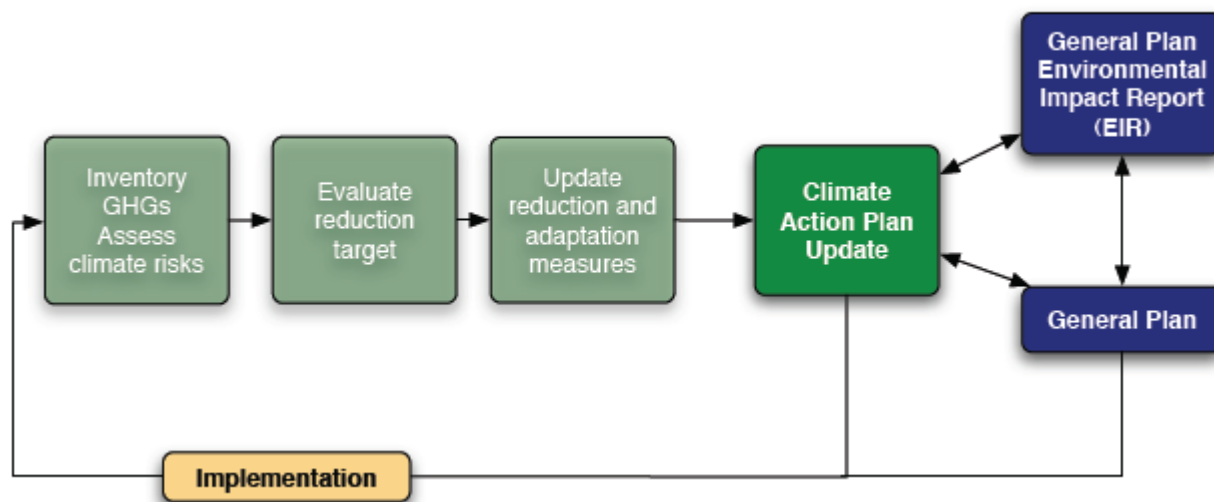 Inventory
GHGs
Assess
climate risks
Evaluate
reduction
target
Update
reduction and
adaptation
measures
Climate
Action Plan
Update
General Plan
Environmental
Impact Report
(EIR)
General Plan
Implementation